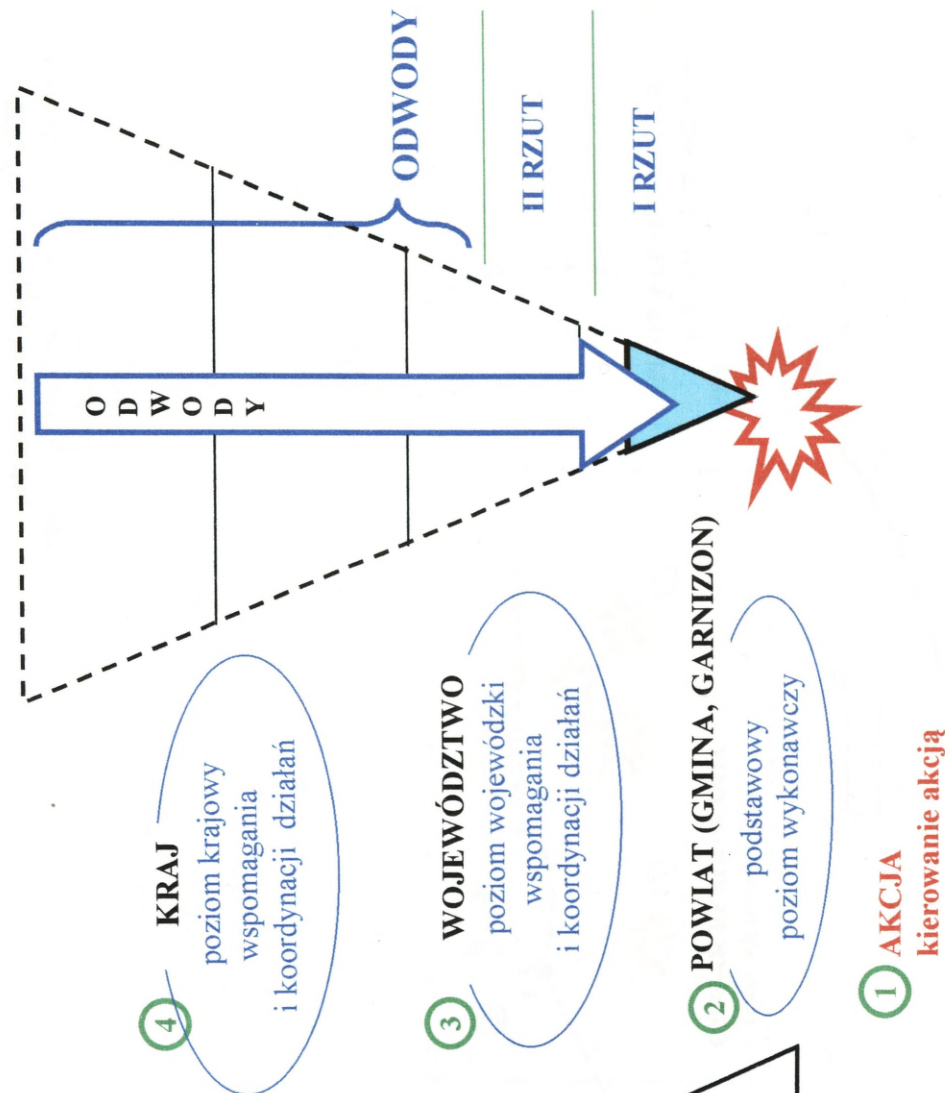 4
KRAJ
poziom krajowy
wspomagania
i koordynacji działań
3
WOJEWÓDZTWO
poziom wojewódzki
wspomagania
i koordynacji działań
2
POWIAT (GMINA, GARNIZON)
podstawowy
poziom wykonawczy
1
AKCJA
kierowanie akcją
O
D
W
O
D
Y
ODWODY
II RZUT
I RZUT